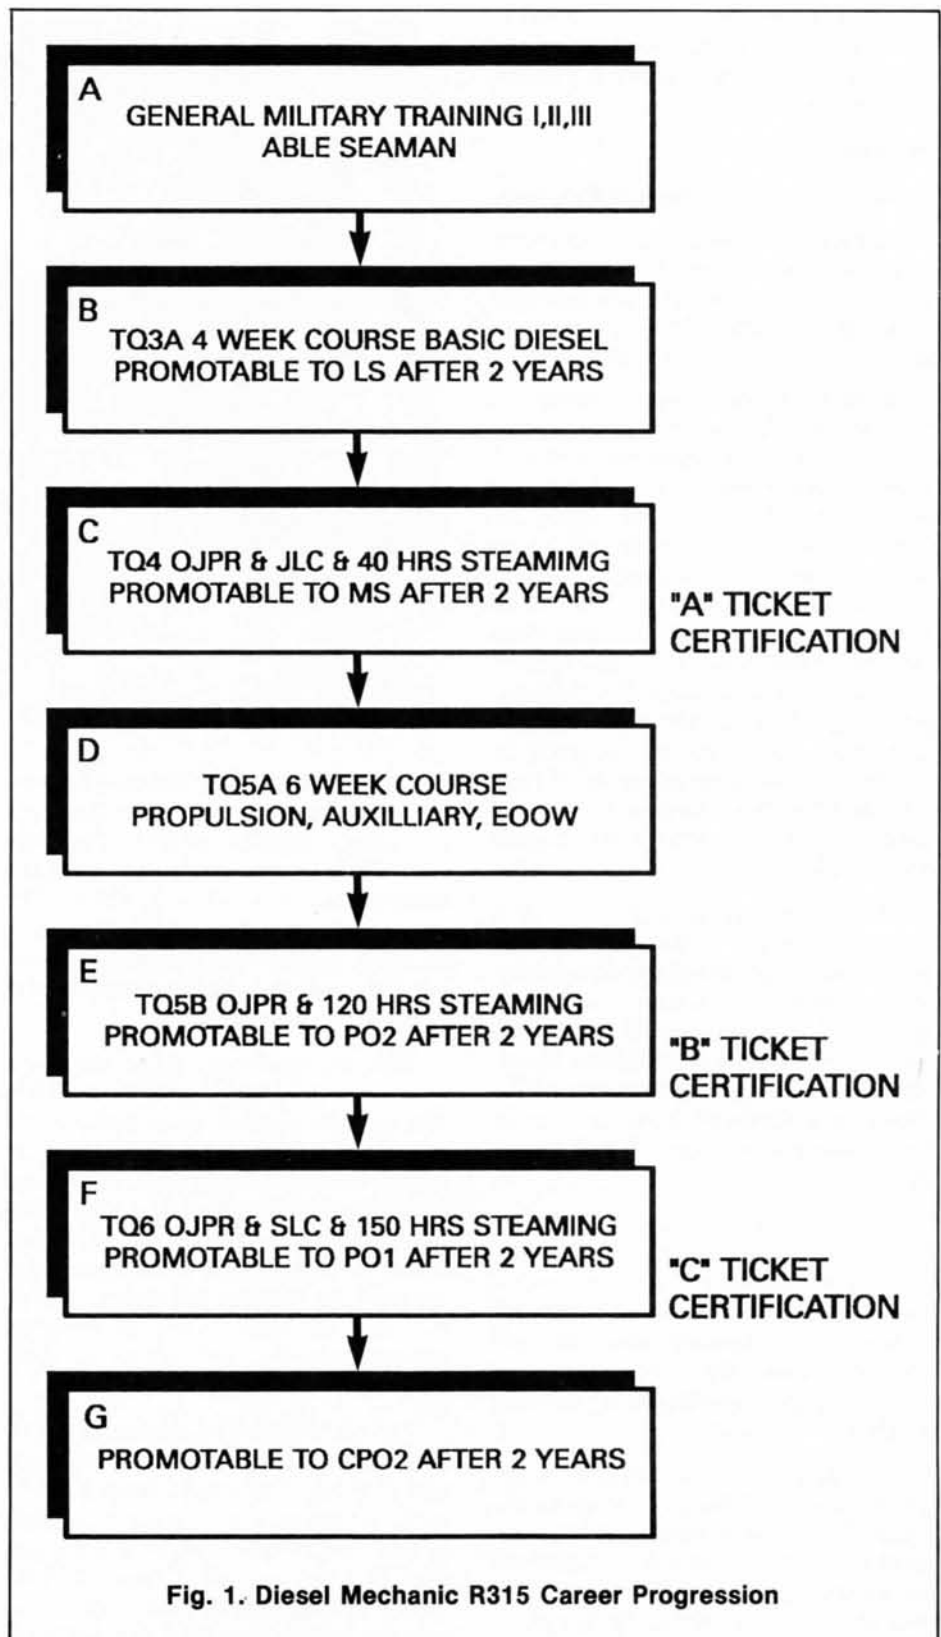 A
GENERAL MILITARY TRAINING I,II,III
ABLE SEAMAN
B
TQ3A 4 WEEK COURSE BASIC DIESEL
PROMOTABLE TO LS AFTER 2 YEARS
C
TQ4 OJPR & JLC & 40 HRS STEAMIMG
PROMOTABLE TO MS AFTER 2 YEARS
"A" TICKET
CERTIFICATION
D
TQ5A 6 WEEK COURSE
PROPULSION, AUXILLIARY, EOOW
E
TQ5B OJPR & 120 HRS STEAMING
PROMOTABLE TO PO2 AFTER 2 YEARS
"B" TICKET
CERTIFICATION
F
TQ6 OJPR & SLC & 150 HRS STEAMING
PROMOTABLE TO PO1 AFTER 2 YEARS
"C" TICKET
CERTIFICATION
G
PROMOTABLE TO CPO2 AFTER 2 YEARS
Fig. 1. Diesel Mechanic R315 Career Progression